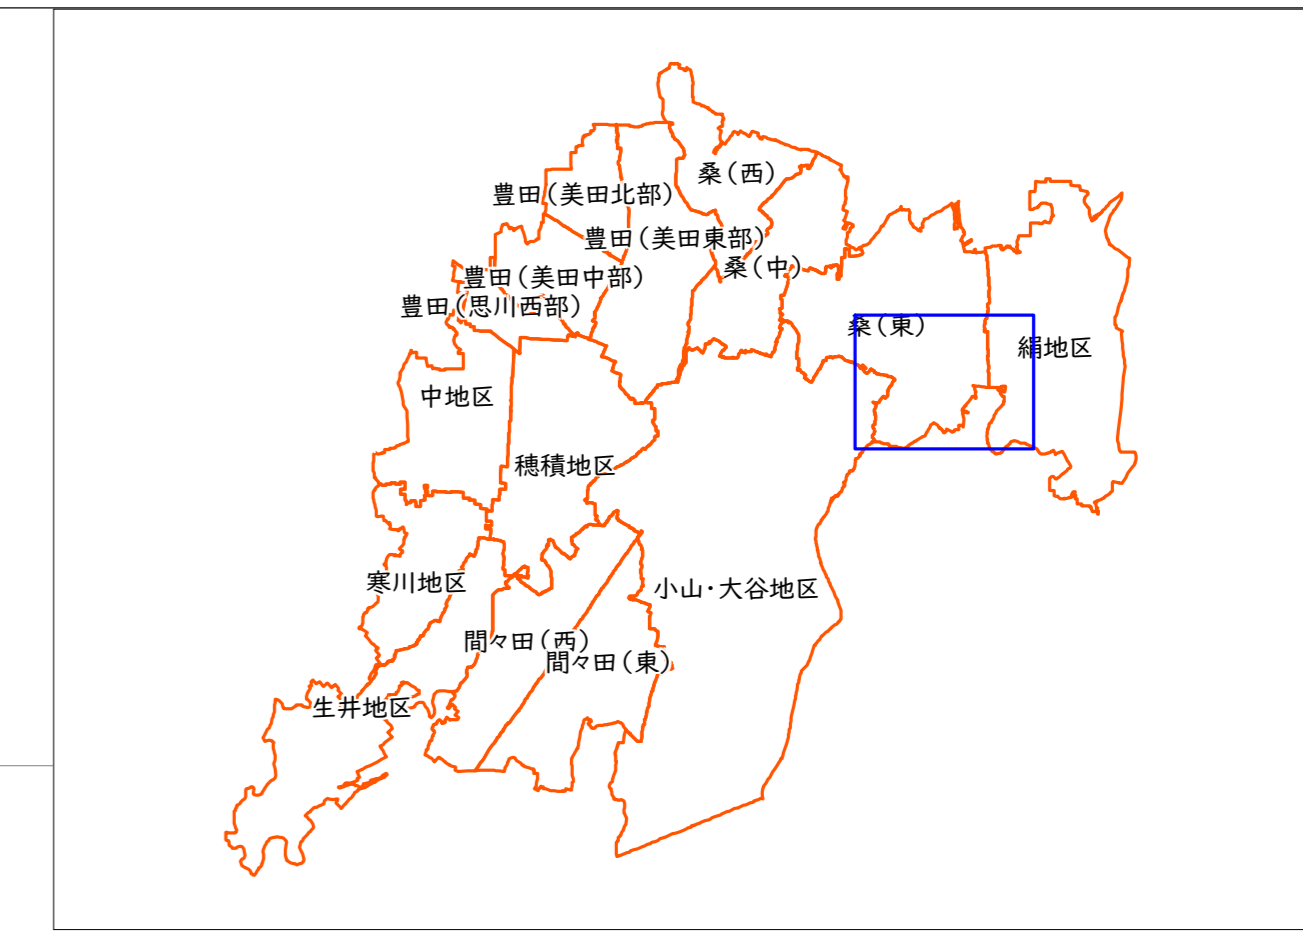 桑（西）
豊田（美田北部）
豊田（美田東部）
桑（中）
豊田（美田中部）
豊田（思川西部）
桑（東）
絹地区
中地区
穂積地区
寒川地区
小山・大谷地区
間々田（西）
間々田（東）
生井地区